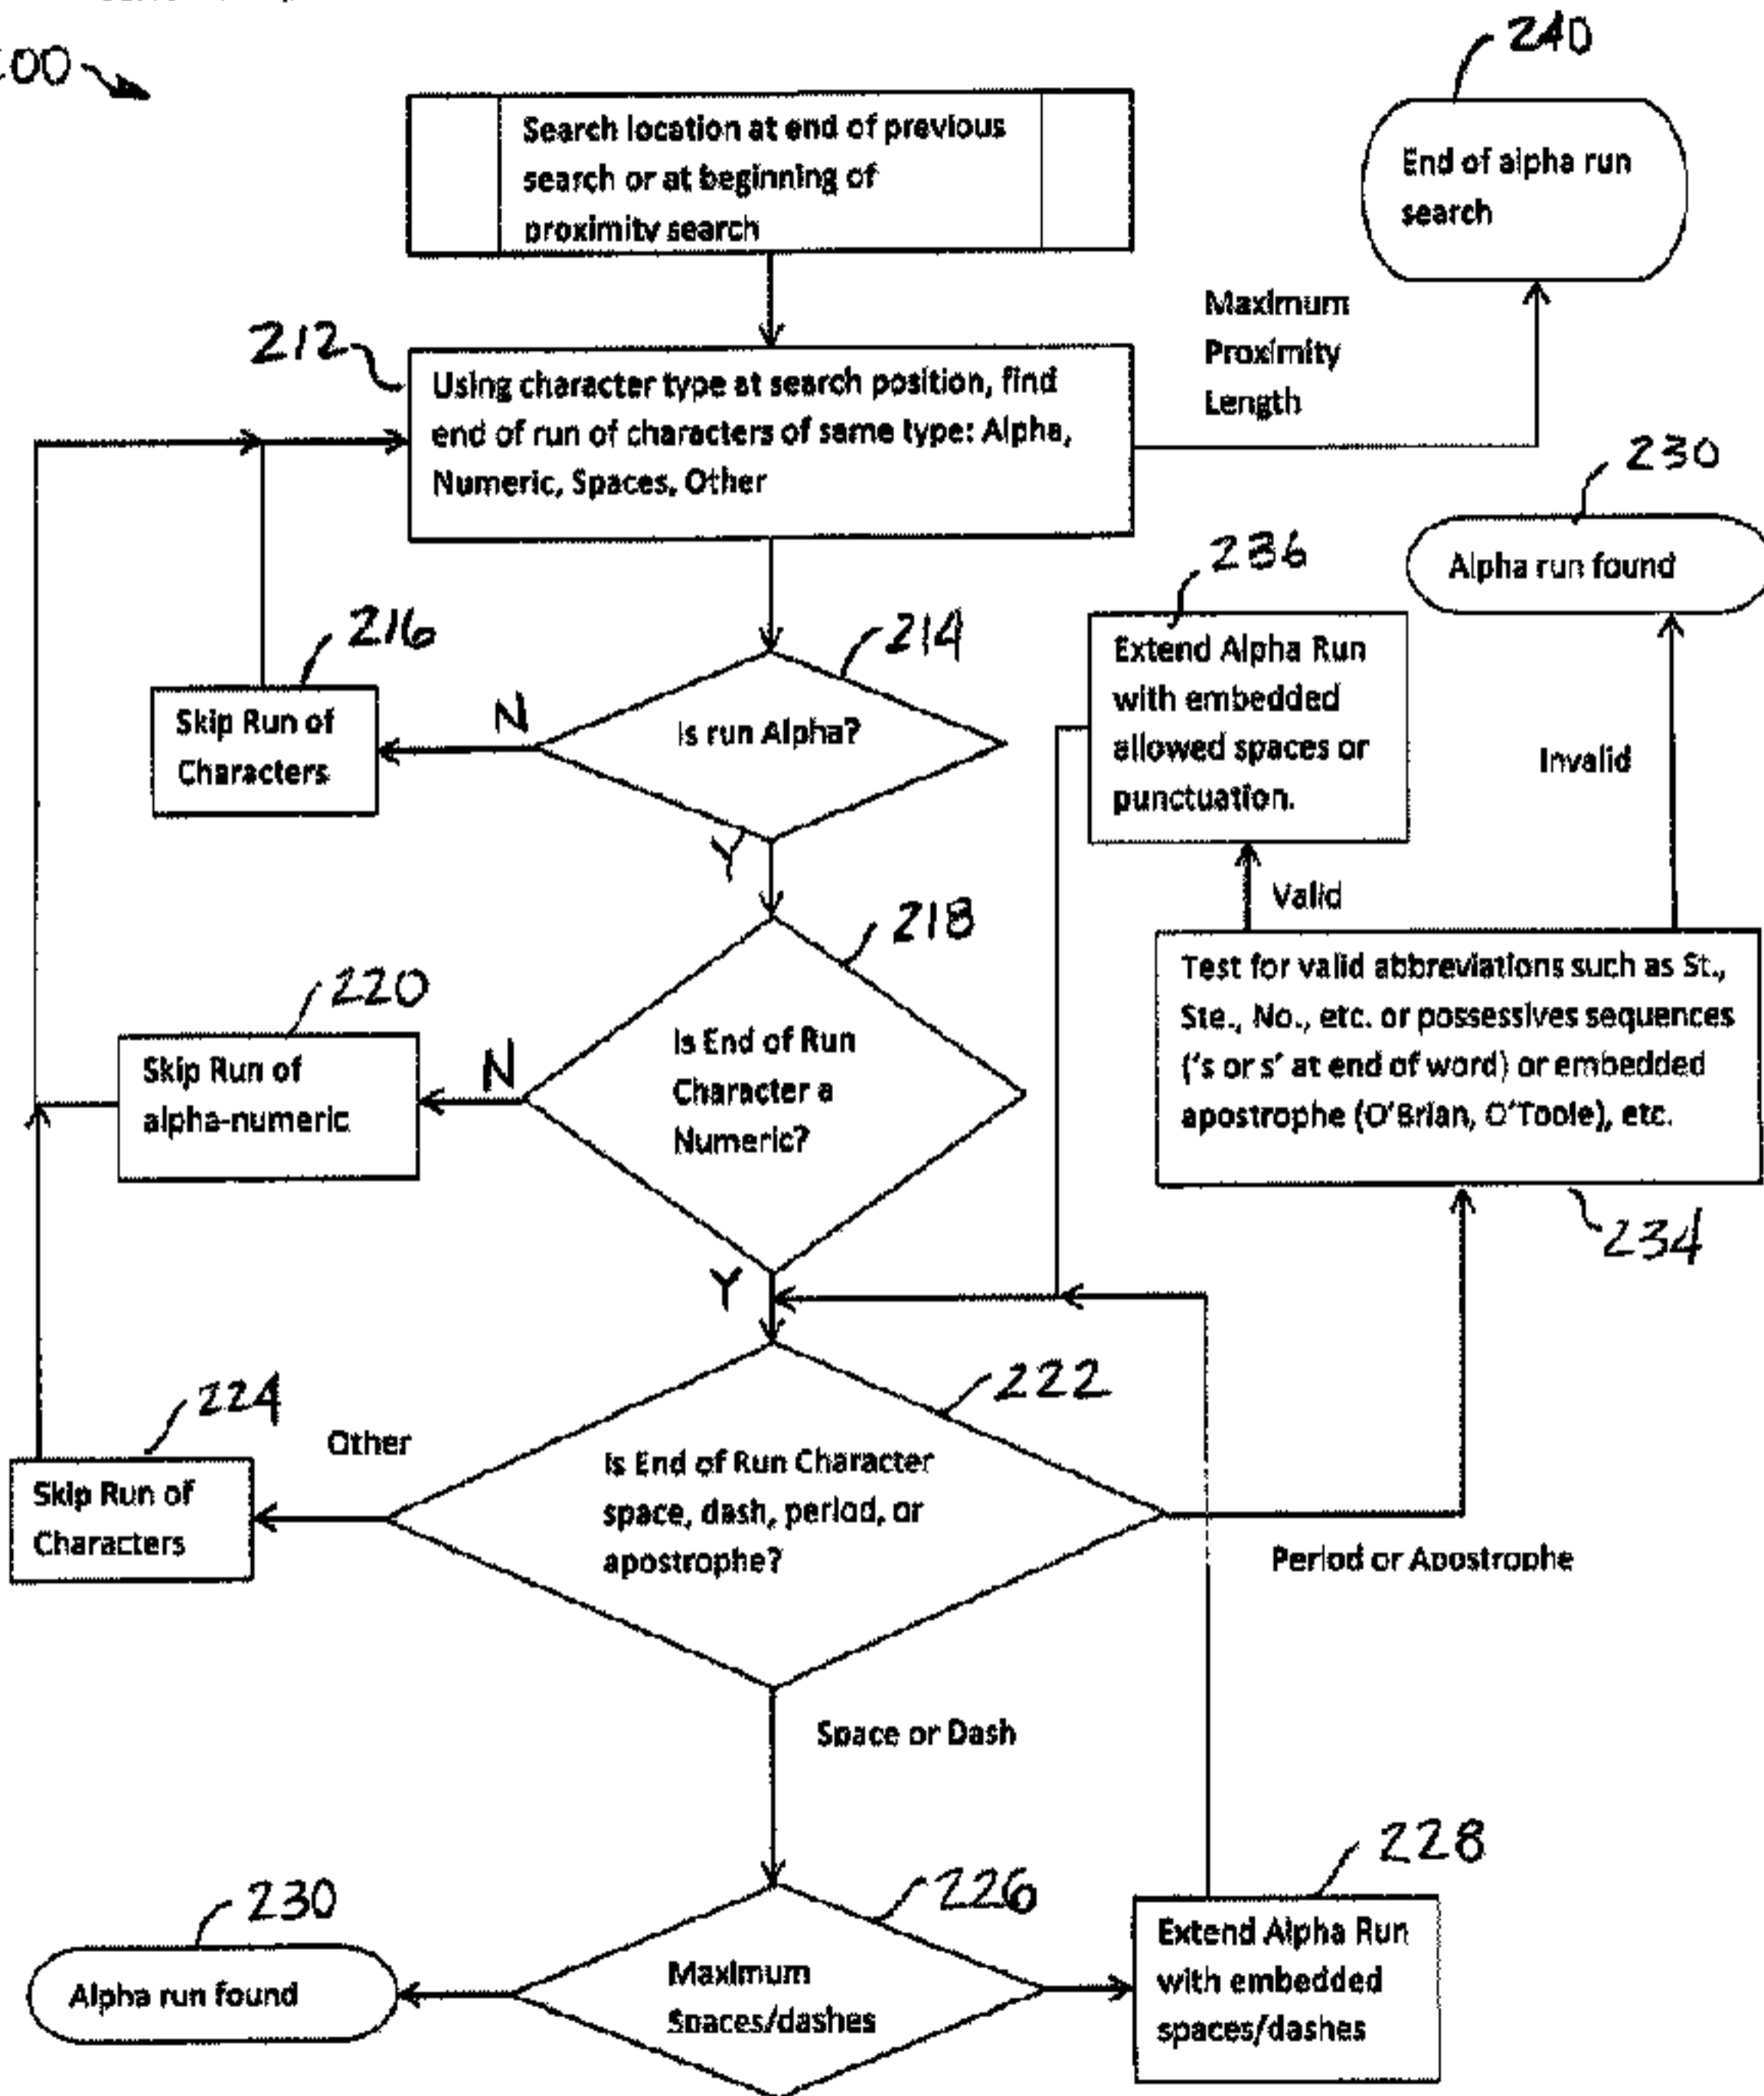 200
240
Search location at end of previous
search or at beginning of
proximity search
End of alpha run
search
Maximum
Proximity
Length
212
Using character type at search position, find
end of run of characters of same type: Alpha,
Numeric, Spaces, Other
230
Alpha run found
236
Extend Alpha Run
with embedded
allowed spaces or
punctuation.
216
214
Skip Run of
Characters
N
Is run Alpha?
Invalid
Y
Valid
218
220
Test for valid abbreviations such as St.,
Ste., No., etc. or possessives sequences
('s or s' at end of word) or embedded
apostrophe (O'Brian, O'Toole), etc.
Skip Run of
alpha-numeric
N
Is End of Run
Character a
Numeric?
234
Y
222
224
Other
Skip Run of
Characters
Is End of Run Character
space, dash, period, or
apostrophe?
Period or Apostrophe
Space or Dash
228
226
230
Alpha run found
Maximum
Spaces/dashes
Extend Alpha Run
with embedded
spaces/dashes